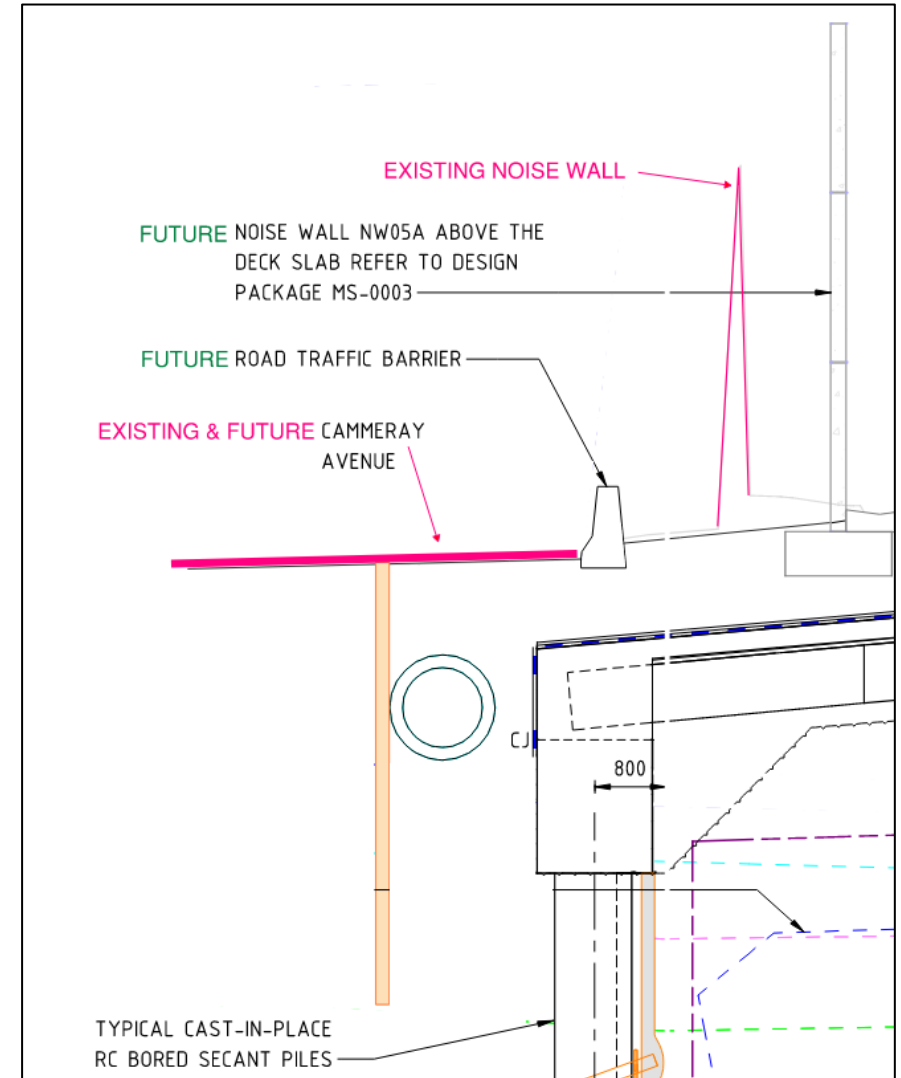 EXISTING NOISE WALL
FUTURE NOISE WALL NW05A ABOVE THE
DECK SLAB REFER TO DESIGN
PACKAGE MS-0003
FUTURE ROAD TRAFFIC BARRIER
EXISTING & FUTURE CAMMERAY
AVENUE
CJ
800
TYPICAL CAST-IN-PLACE
RC BORED SECANT PILES